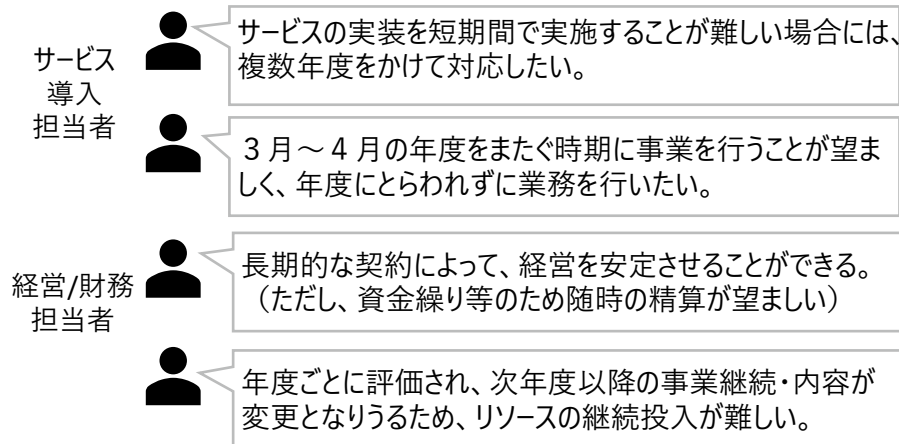 サービス
導入
担当者
サービスの実装を短期間で実施することが難しい場合には、
複数年度をかけて対応したい。
３月～４月の年度をまたぐ時期に事業を行うことが望ま
しく、年度にとらわれずに業務を行いたい。
経営/財務
担当者
長期的な契約によって、経営を安定させることができる。
（ただし、資金繰り等のため随時の精算が望ましい）
年度ごとに評価され、次年度以降の事業継続・内容が
変更となりうるため、リソースの継続投入が難しい。